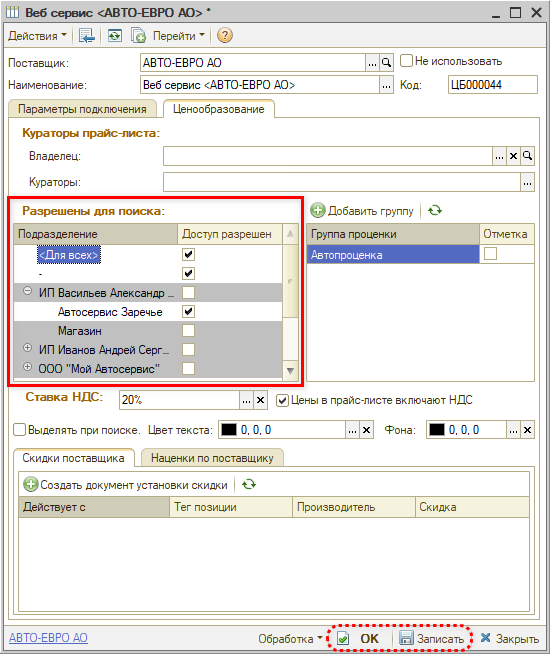 Веб сервис <АВТО-ЕВРО АО> *
Действия Перейти
Поставщик: АВТО-ЕВРО АО Не использовать
Наименование: Веб сервис <АВТО-ЕВРО АО> Код: ЦБ000044
Параметры подключения Ценообразование
Кураторы прайс-листа:
Владелец:
Кураторы:
Разрешены для поиска: Добавить группу
Подразделение Доступ разрешен Группа проценки Отметка
<Для всех> Автопроценка
-
ИП Васильев Александр ...
Автосервис Заречье
Магазин
ИП Иванов Андрей Серг...
ООО "Мой Автосервис"
Ставка НДС: 20% Цены в прайс-листе включают НДС
Выделять при поиске. Цвет текста: 0, 0, 0 Фона: 0, 0, 0
Скидки поставщика Наценки по поставщику
Создать документ установки скидки
Действует с Тег позиции Производитель Скидка
АВТО-ЕВРО АО Обработка OK Записать Закрыть